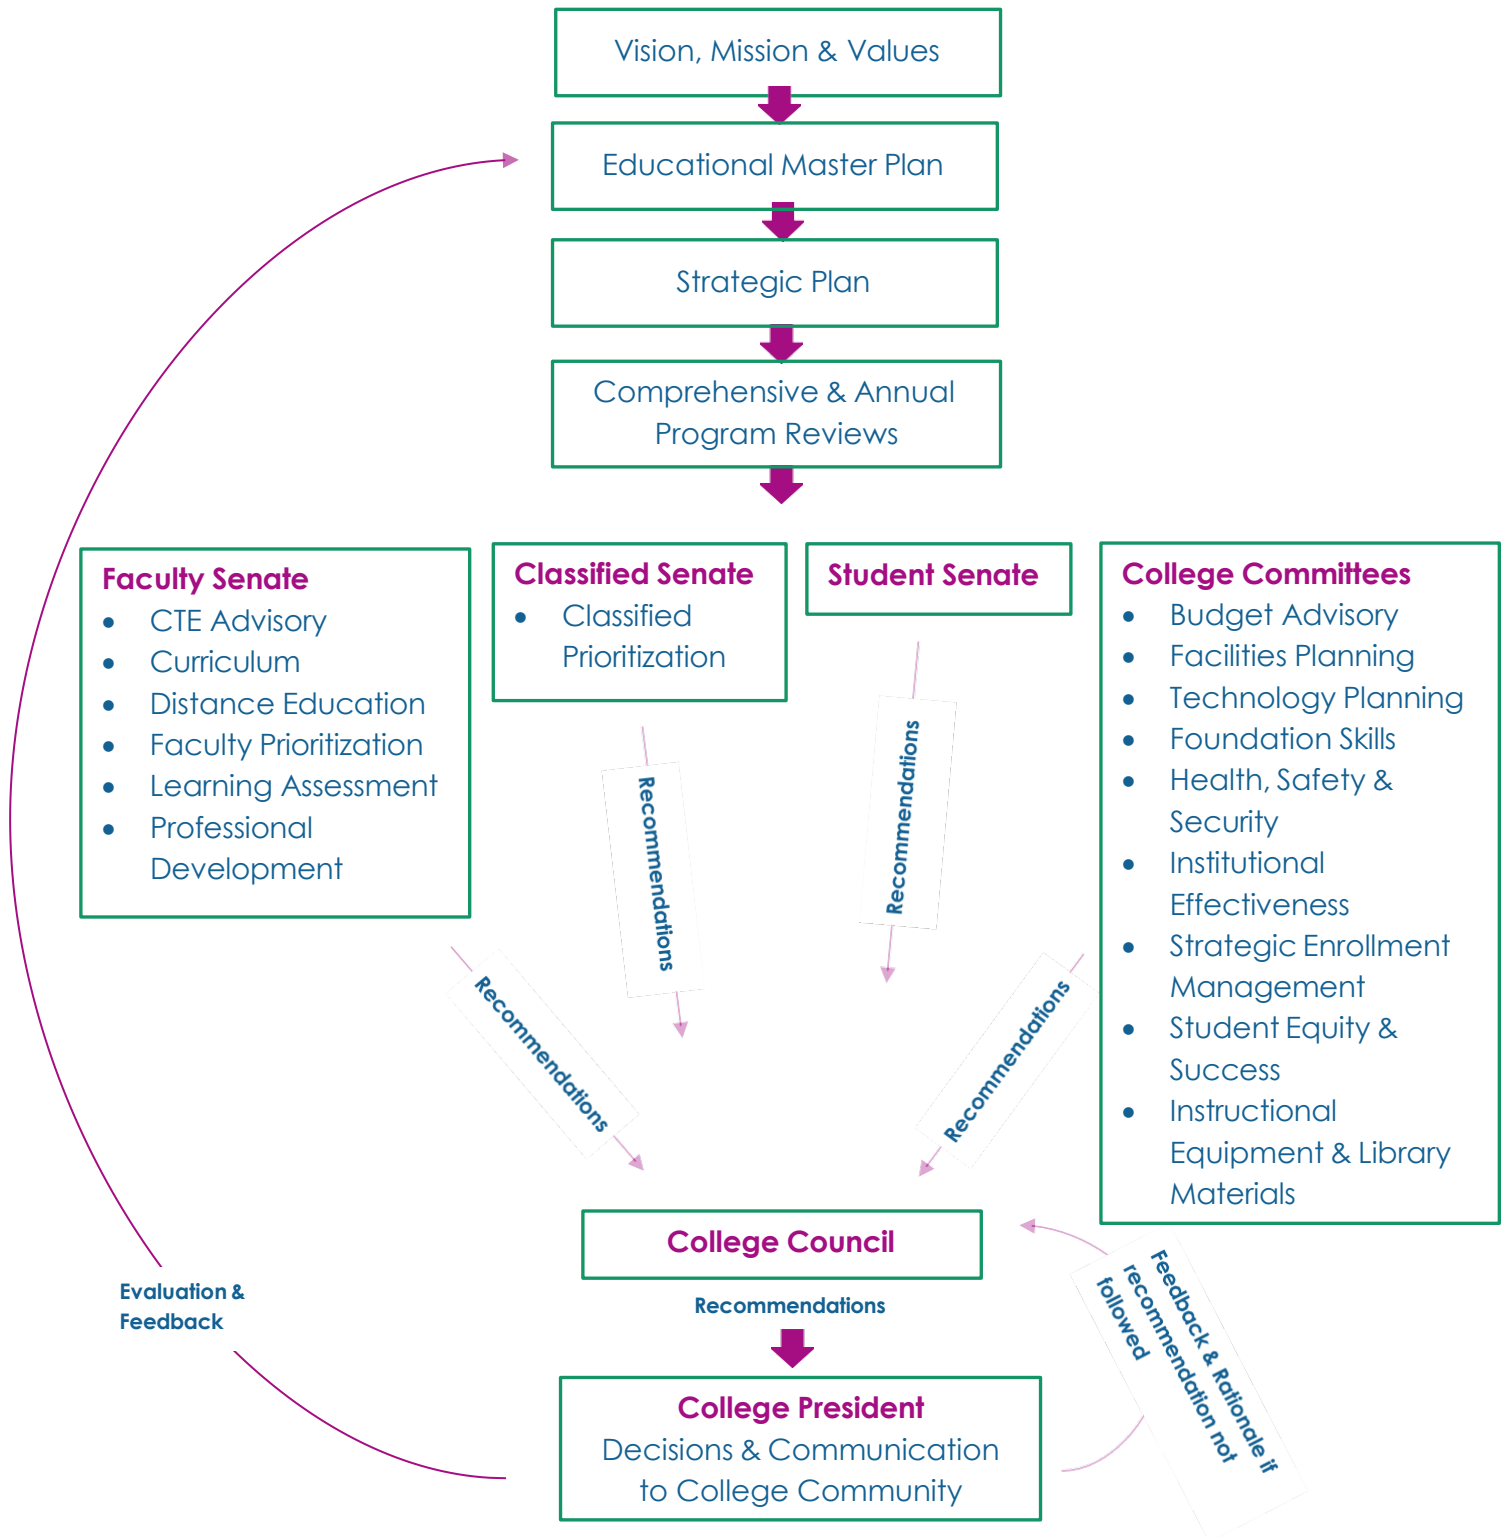 Vision, Mission & Values
Educational Master Plan
Strategic Plan
Comprehensive & Annual
Program Reviews
Faculty Senate
• CTE Advisory
• Curriculum
• Distance Education
• Faculty Prioritization
• Learning Assessment
• Professional
Development
Classified Senate
• Classified
Prioritization
Student Senate
College Committees
• Budget Advisory
• Facilities Planning
• Technology Planning
• Foundation Skills
• Health, Safety &
Security
• Institutional
Effectiveness
• Strategic Enrollment
Management
• Student Equity &
Success
• Instructional
Equipment & Library
Materials
Recommendations
Recommendations
Recommendations
Recommendations
College Council
Recommendations
Evaluation &
Feedback
Feedback & Rationale if
recommendation not
followed
College President
Decisions & Communication
to College Community